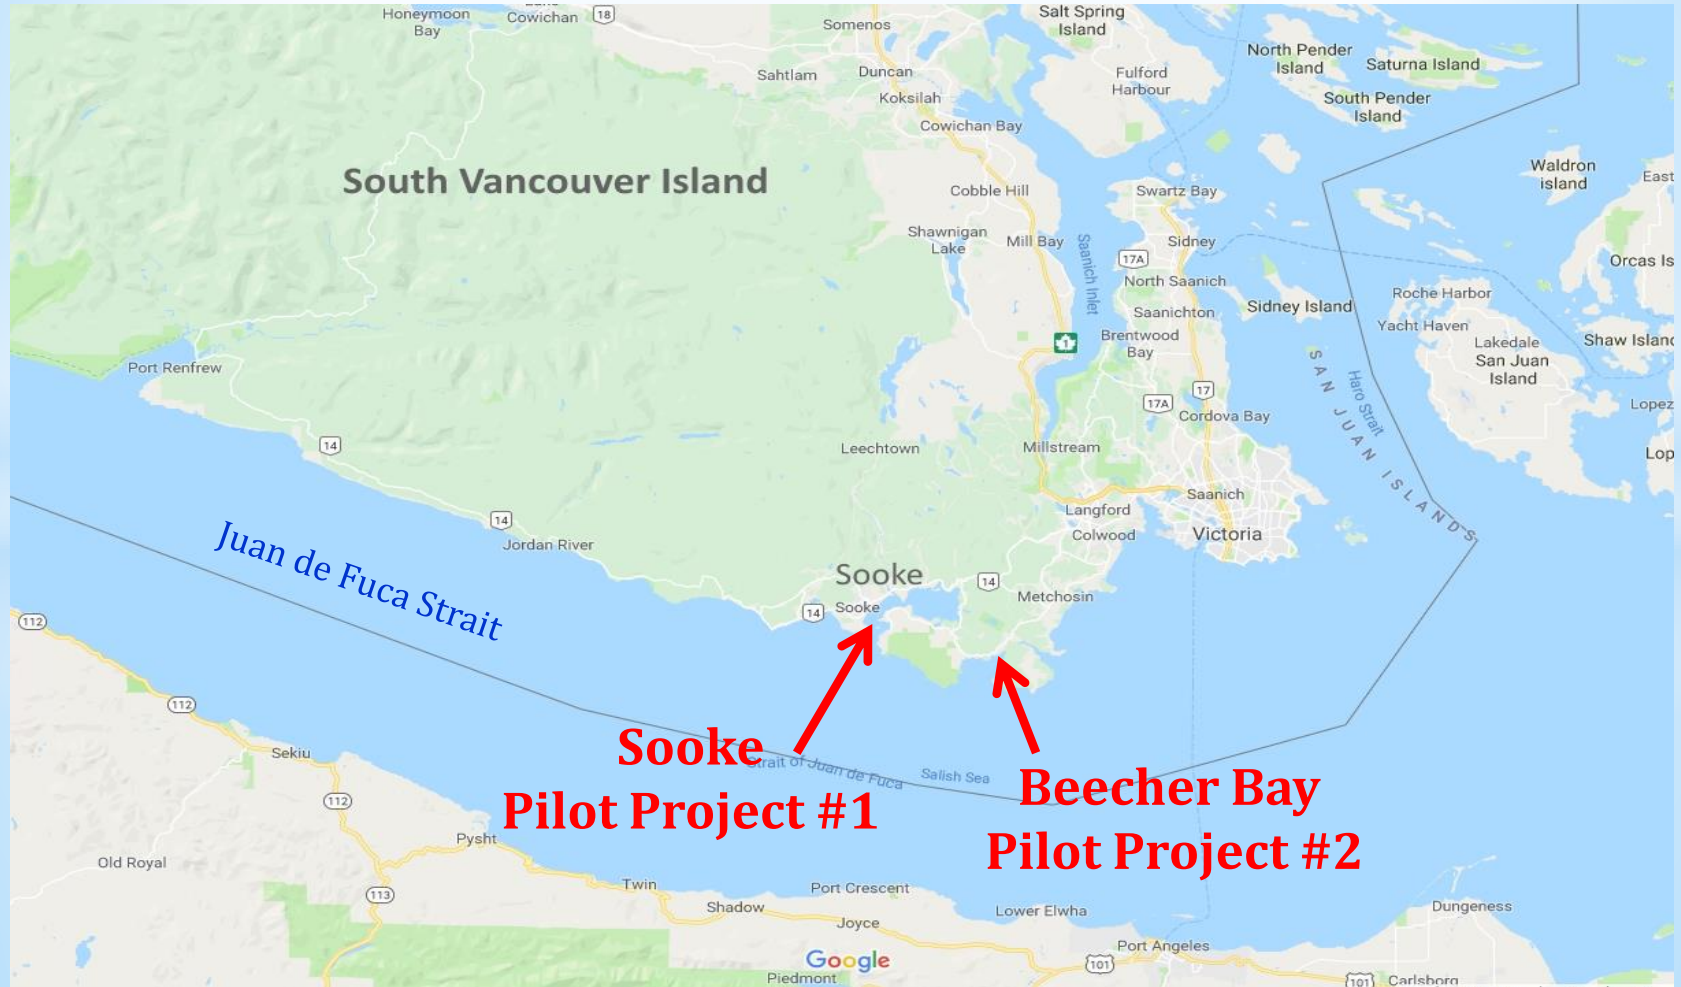 Honeymoon
Bay
Lake
Cowichan
18
Somenos
Salt Spring
Island
North Pender
Island
Saturna Island
Sahtlam
Duncan
Fulford
Harbour
Koksilah
South Pender
Island
Cowichan Bay
South Vancouver Island
Waldron
island
East
Cobble Hill
Swartz Bay
Shawnigan
Lake
Mill Bay
Saanich Inlet
Sidney
17A
Orcas Is
North Saanich
Roche Harbor
Sidney Island
Saanichton
Yacht Haven
Brentwood
Bay
1
Lakedale
San Juan
Island
Shaw Island
Port Renfrew
Haro Strait
SAN JUAN ISLANDS
17
17A
Cordova Bay
Lopez
14
Leechtown
Millstream
Lop
Saanich
Langford
14
Colwood
Victoria
Jordan River
Juan de Fuca Strait
Sooke
14
Metchosin
14
Sooke
112
112
Sooke
Pilot Project #1
Strait of Juan de Fuca
Salish Sea
Beecher Bay
Pilot Project #2
Sekiu
112
Pysht
Old Royal
113
Twin
Port Crescent
Shadow
Joyce
Lower Elwha
Dungeness
Port Angeles
Google
101
Piedmont
101
Carlsborg